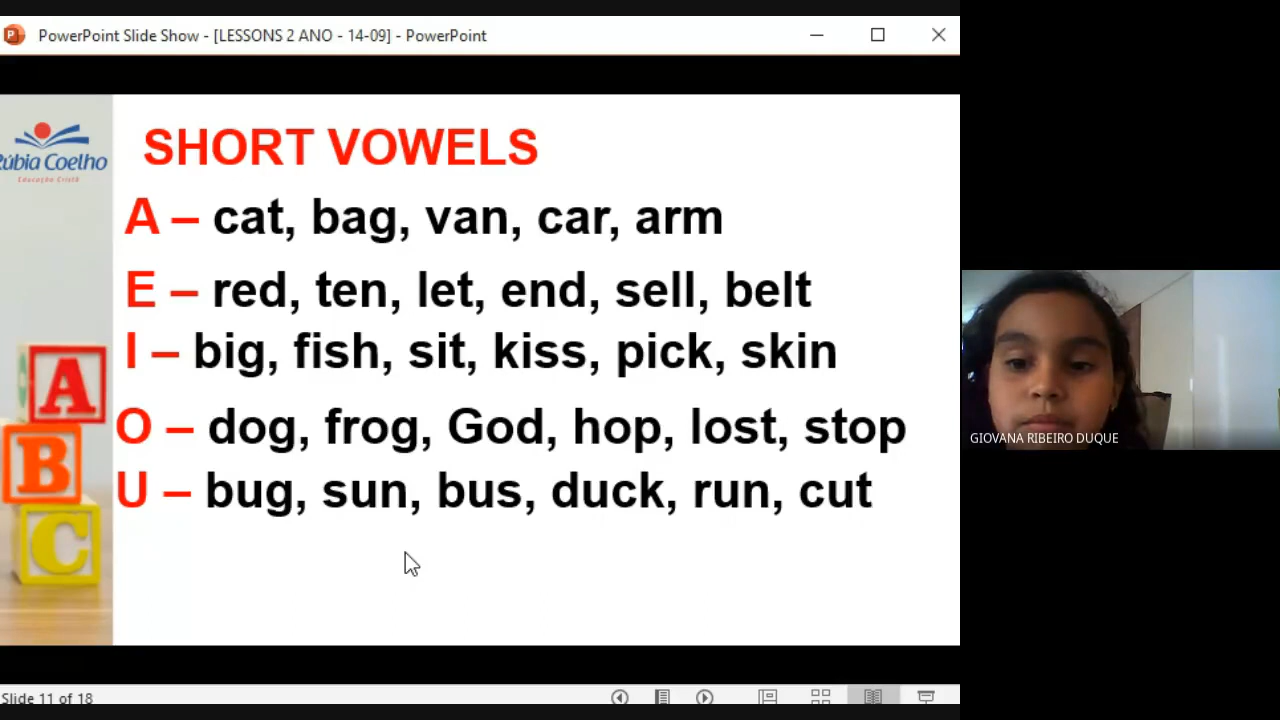 PowerPoint Slide Show - [LESSONS 2 ANO - 14-09] - PowerPoint
Rúbia Coelho
Educação Cristã
SHORT VOWELS
A – cat, bag, van, car, arm
E – red, ten, let, end, sell, belt
I – big, fish, sit, kiss, pick, skin
O – dog, frog, God, hop, lost, stop
U – bug, sun, bus, duck, run, cut
A
B
C
GIOVANA RIBEIRO DUQUE
Slide 11 of 18